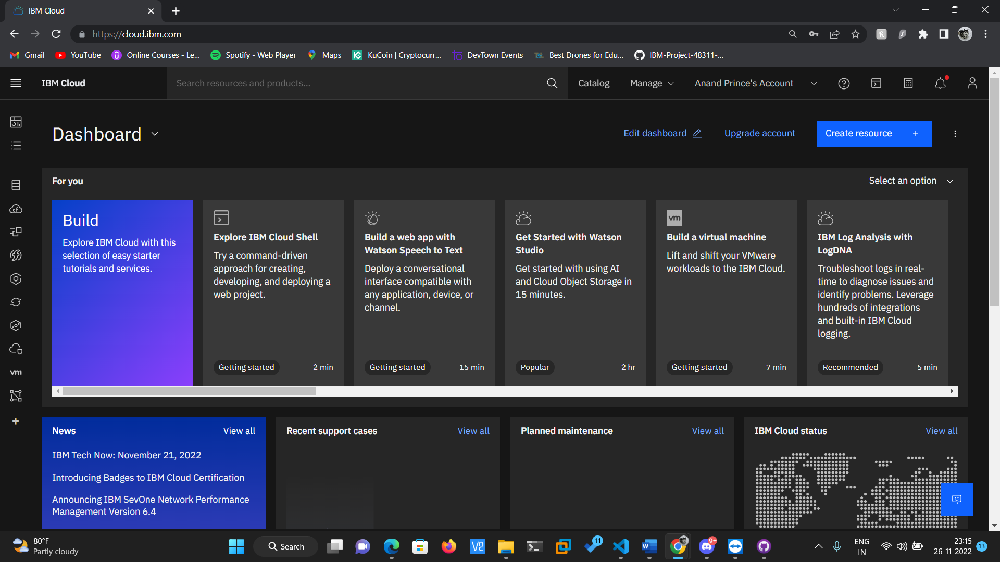 IBM Cloud
https://cloud.ibm.com
Gmail
YouTube
Online Courses - Le...
Spotify - Web Player
Maps
KuCoin | Cryptocurr...
DevTown Events
Best Drones for Edu...
IBM-Project-48311-...
IBM Cloud
Search resources and products...
Catalog
Manage
Anand Prince's Account
Dashboard
Edit dashboard
Upgrade account
Create resource +
For you
Select an option
Build
Explore IBM Cloud with this
selection of easy starter
tutorials and services.
Explore IBM Cloud Shell
Try a command-driven
approach for creating,
developing, and deploying a
web project.
Getting started
2 min
Build a web app with
Watson Speech to Text
Deploy a conversational
interface compatible with
any application, device, or
channel.
Getting started
15 min
Get Started with Watson
Studio
Get started with using AI
and Cloud Object Storage in
15 minutes.
Popular
2 hr
vm
Build a virtual machine
Lift and shift your VMware
workloads to the IBM Cloud.
Getting started
7 min
IBM Log Analysis with
LogDNA
Troubleshoot logs in real-
time to diagnose issues and
identify problems. Leverage
hundreds of integrations
and built-in IBM Cloud
logging.
Recommended
5 min
cf
vm
News
View all
IBM Tech Now: November 21, 2022
Introducing Badges to IBM Cloud Certification
Announcing IBM SevOne Network Performance
Management Version 6.4
Recent support cases
View all
Planned maintenance
View all
IBM Cloud status
View all
80°F
Partly cloudy
Search
11
9+
ENG
IN
23:15
26-11-2022
13